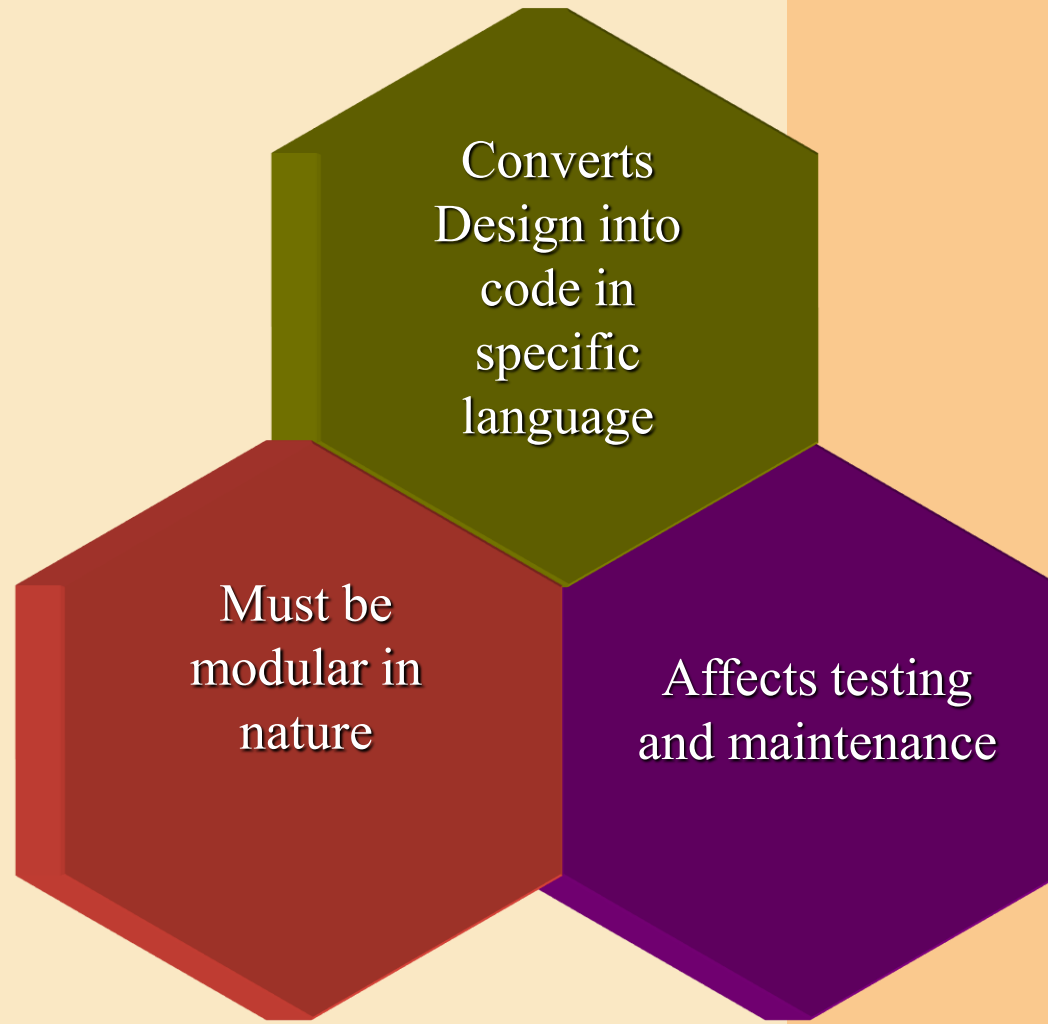 Converts
Design into
code in
specific
language
Must be
modular in
nature
Affects testing
and maintenance